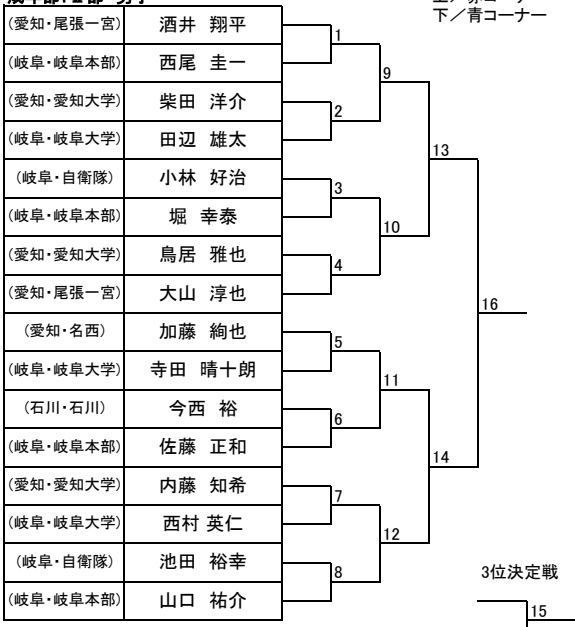 下／青コーナー
(愛知・尾張一宮) 酒井 翔平
1
(岐阜・岐阜本部) 西尾 圭一
9
(愛知・愛知大学) 柴田 洋介
2
(岐阜・岐阜大学) 田辺 雄太
13
(岐阜・自衛隊) 小林 好治
3
(岐阜・岐阜本部) 堀 幸泰
10
(愛知・愛知大学) 鳥居 雅也
4
(愛知・尾張一宮) 大山 淳也
16
(愛知・名西) 加藤 絢也
5
(岐阜・岐阜大学) 寺田 晴十朗
11
(石川・石川) 今西 裕
6
(岐阜・岐阜本部) 佐藤 正和
14
(愛知・愛知大学) 内藤 知希
7
(岐阜・岐阜大学) 西村 英仁
12
(岐阜・自衛隊) 池田 裕幸
8
3位決定戦
(岐阜・岐阜本部) 山口 祐介
15